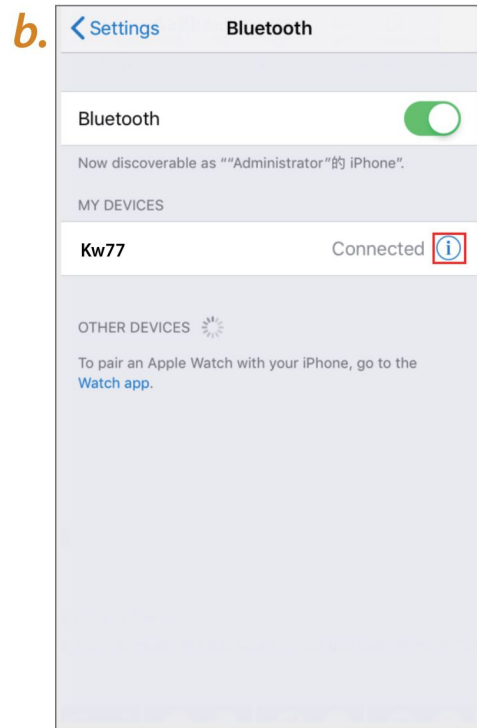 b.
Settings Bluetooth
Bluetooth
Now discoverable as ““Administrator”的 iPhone”.
MY DEVICES
Kw77 Connected i
OTHER DEVICES
To pair an Apple Watch with your iPhone, go to the
Watch app.